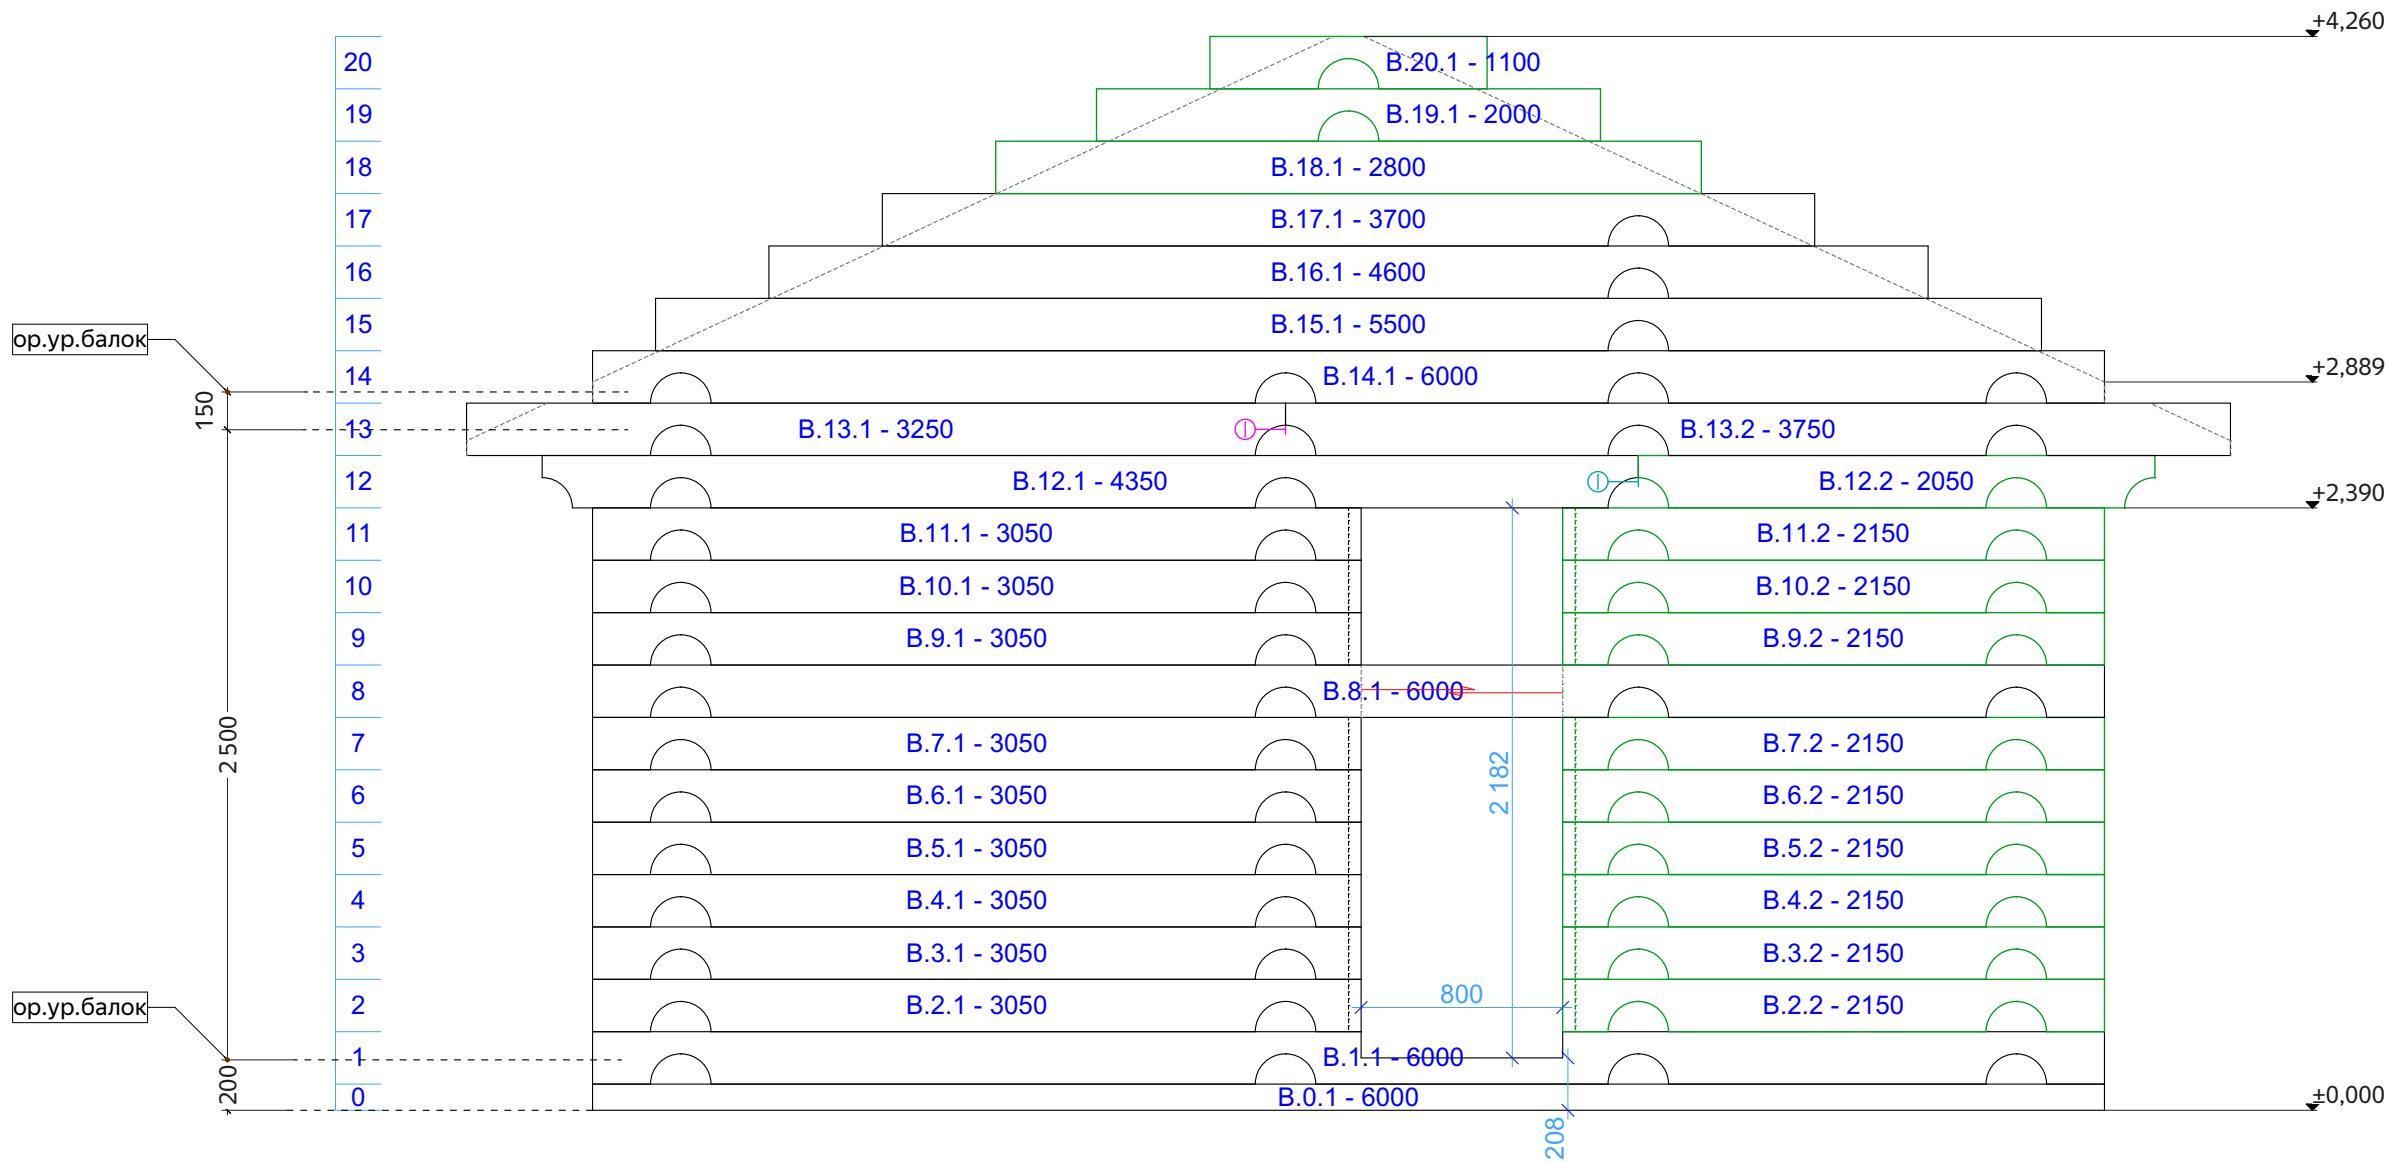 +4,260
20
В.20.1 - 1100
19
В.19.1 - 2000
18
В.18.1 - 2800
17
В.17.1 - 3700
16
В.16.1 - 4600
15
В.15.1 - 5500
ор.ур.балок
14
В.14.1 - 6000
+2,889
150
13
В.13.1 - 3250
В.13.2 - 3750
12
В.12.1 - 4350
В.12.2 - 2050
+2,390
11
В.11.1 - 3050
В.11.2 - 2150
10
В.10.1 - 3050
В.10.2 - 2150
9
В.9.1 - 3050
В.9.2 - 2150
8
В.8.1 - 6000
2 500
7
В.7.1 - 3050
В.7.2 - 2150
2 182
6
В.6.1 - 3050
В.6.2 - 2150
5
В.5.1 - 3050
В.5.2 - 2150
4
В.4.1 - 3050
В.4.2 - 2150
3
В.3.1 - 3050
В.3.2 - 2150
ор.ур.балок
2
В.2.1 - 3050
800
В.2.2 - 2150
1
В.1.1 - 6000
200
0
В.0.1 - 6000
±0,000
208